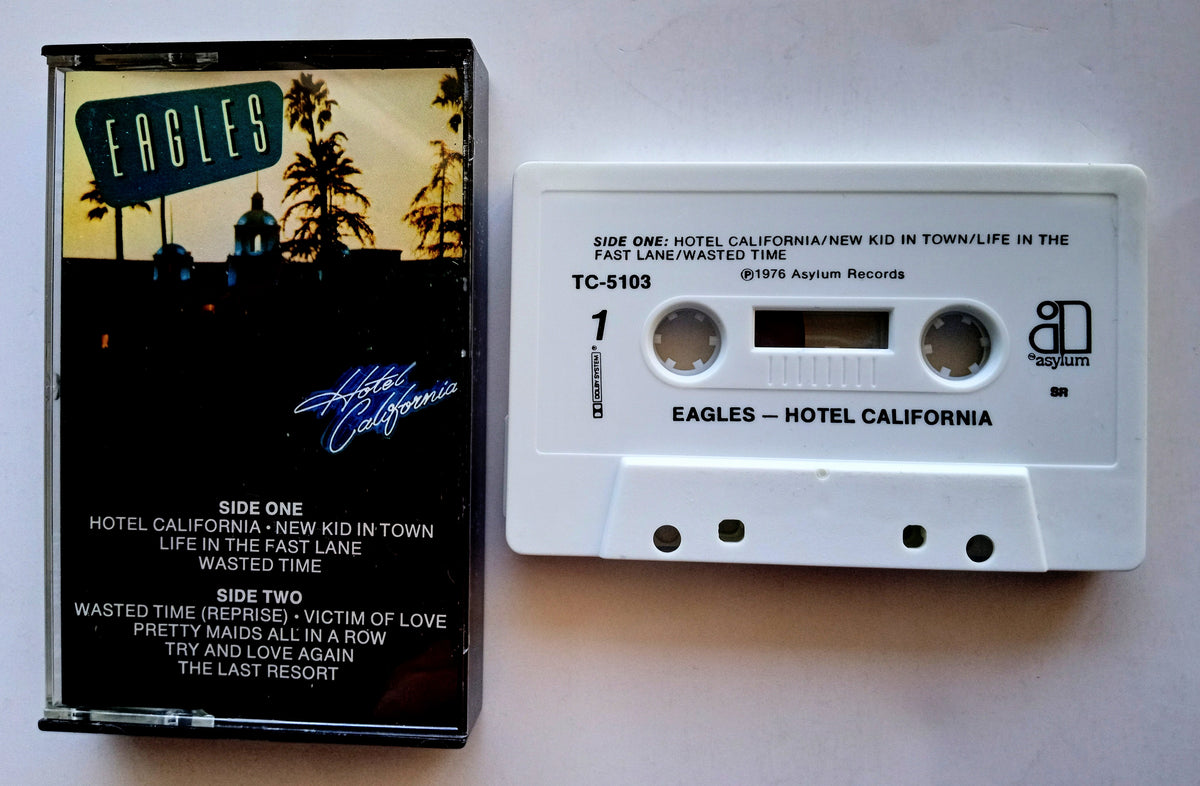 EAGLES
Hotel
California
SIDE ONE
HOTEL CALIFORNIA • NEW KID IN TOWN
LIFE IN THE FAST LANE
WASTED TIME
SIDE TWO
WASTED TIME (REPRISE) • VICTIM OF LOVE
PRETTY MAIDS ALL IN A ROW
TRY AND LOVE AGAIN
THE LAST RESORT
SIDE ONE: HOTEL CALIFORNIA/NEW KID IN TOWN/LIFE IN THE
FAST LANE/WASTED TIME
℗1976 Asylum Records
TC-5103
1
® DOLBY SYSTEM
TM asylum
SR
EAGLES — HOTEL CALIFORNIA